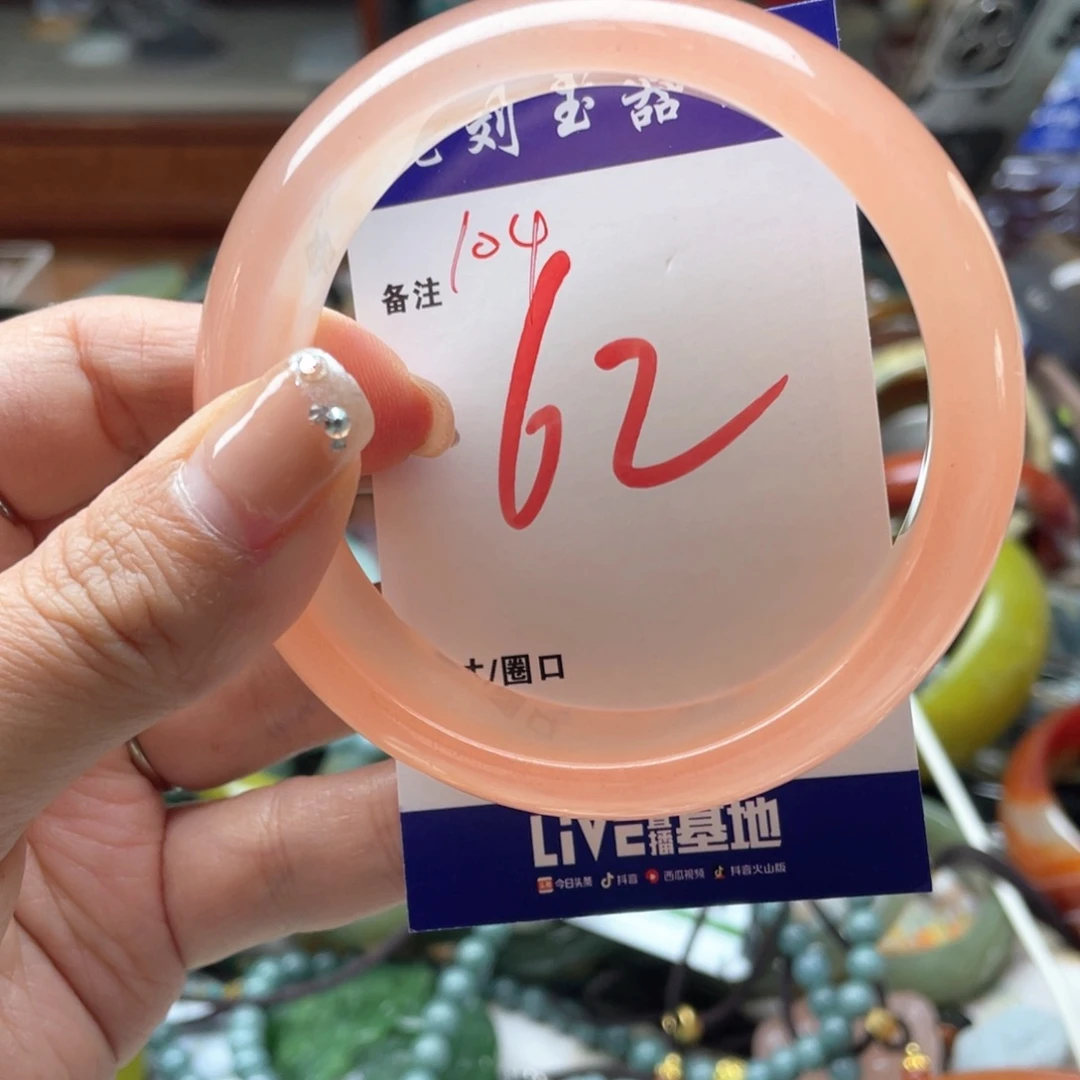 刻玉器
104
备注
62
寸/圈口
LiVe直播基地
今日头条 抖音 西瓜视频 抖音火山版